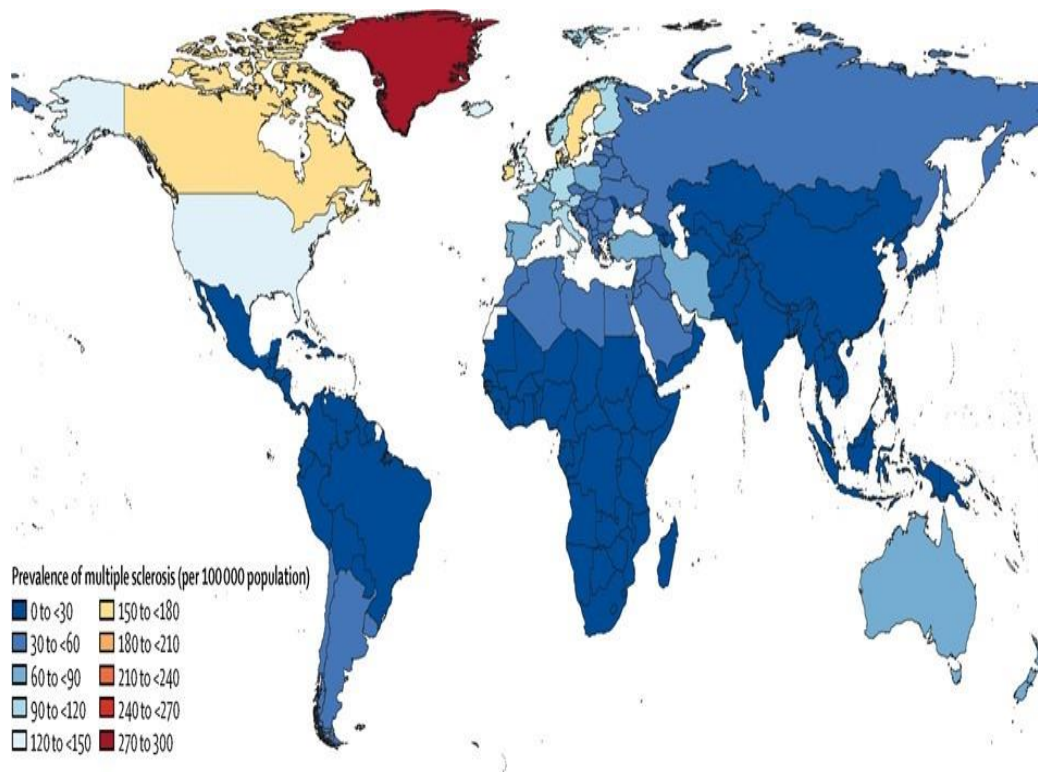 Prevalence of multiple sclerosis (per 100 000 population)
0 to <30
30 to <60
60 to <90
90 to <120
120 to <150
150 to <180
180 to <210
210 to <240
240 to <270
270 to 300